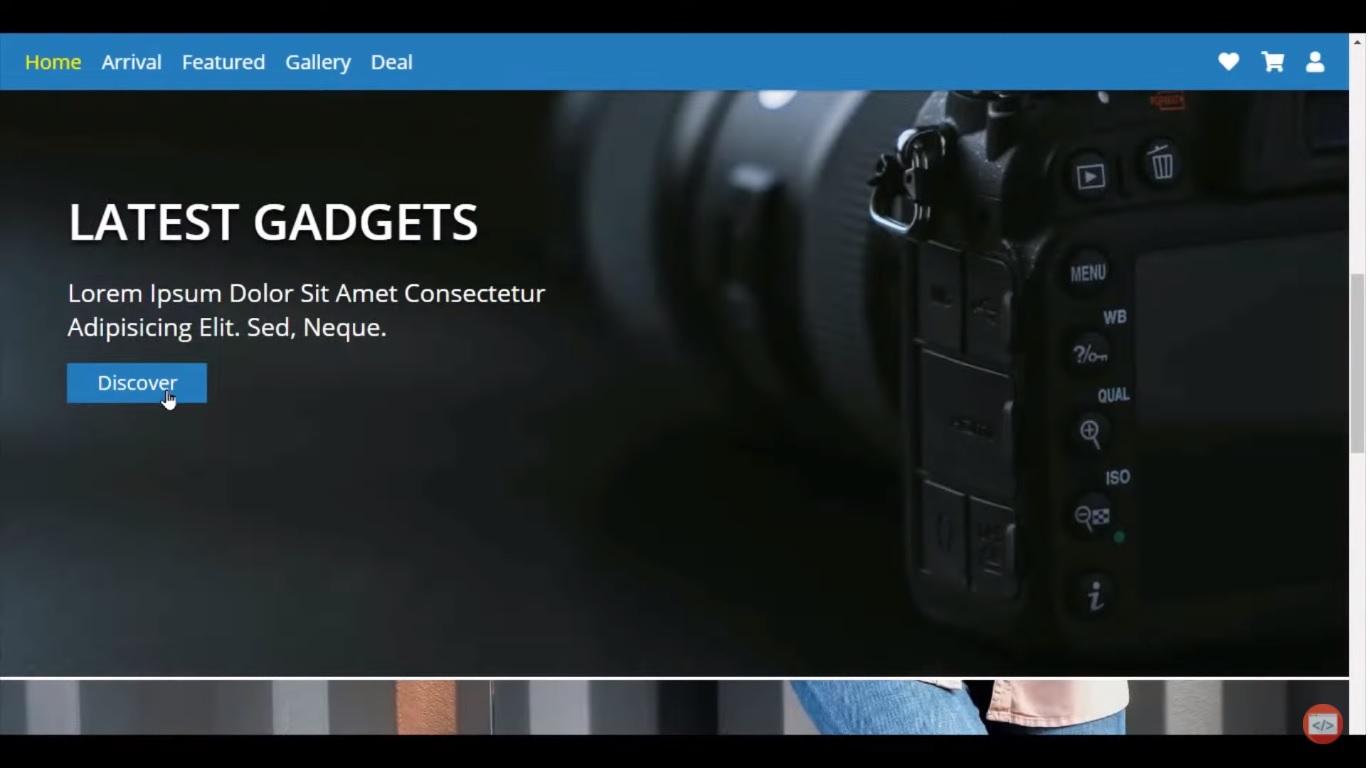 Home Arrival Featured Gallery Deal
LATEST GADGETS
Lorem Ipsum Dolor Sit Amet Consectetur
Adipisicing Elit. Sed, Neque.
Discover
MENU
WB
?/
QUAL
ISO
i
</>